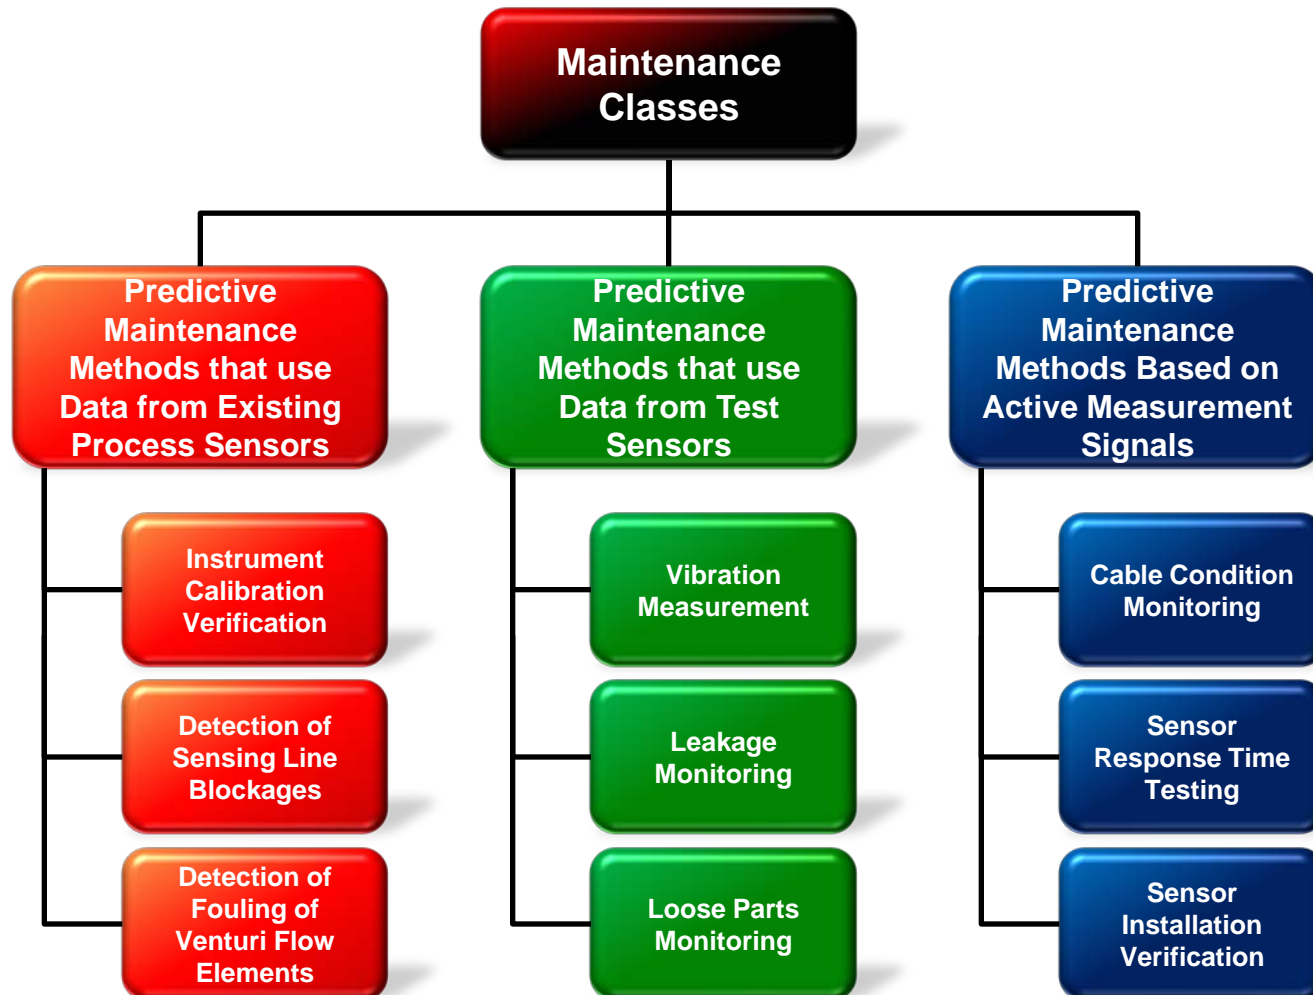 Maintenance
Classes
Predictive
Maintenance
Methods that use
Data from Existing
Process Sensors
Instrument
Calibration
Verification
Detection of
Sensing Line
Blockages
Detection of
Fouling of
Venturi Flow
Elements
Predictive
Maintenance
Methods that use
Data from Test
Sensors
Vibration
Measurement
Leakage
Monitoring
Loose Parts
Monitoring
Predictive
Maintenance
Methods Based on
Active Measurement
Signals
Cable Condition
Monitoring
Sensor
Response Time
Testing
Sensor
Installation
Verification